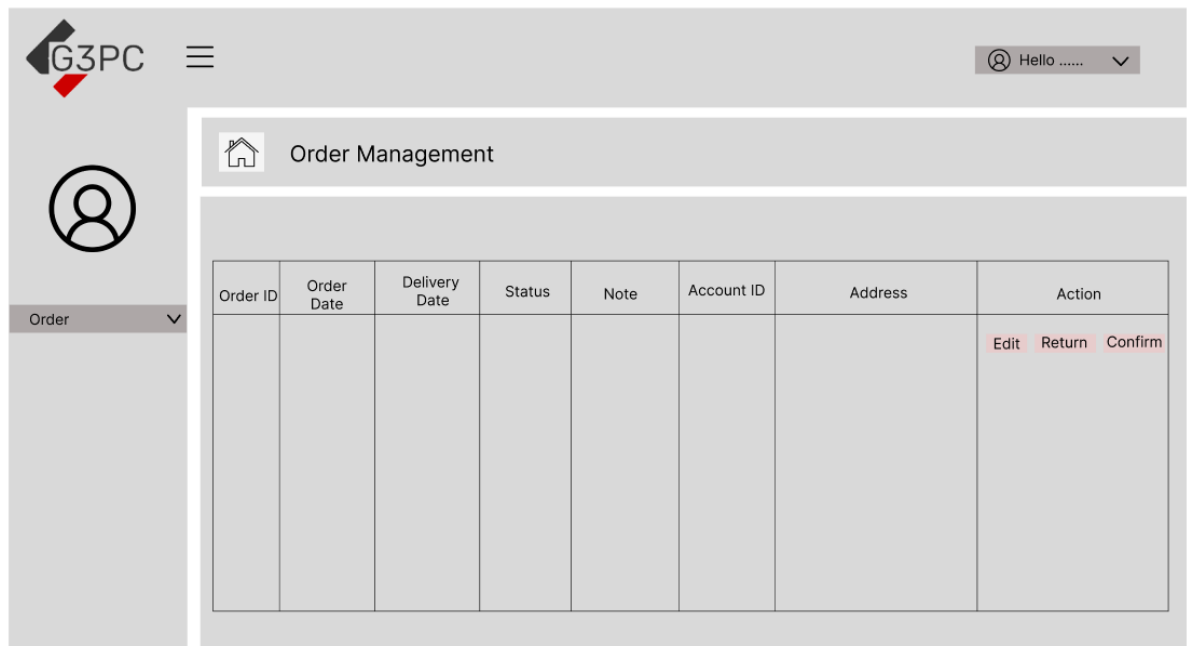 G3PC
Hello ......
Order Management
Order
Order ID
Order
Date
Delivery
Date
Status
Note
Account ID
Address
Action
Edit Return Confirm